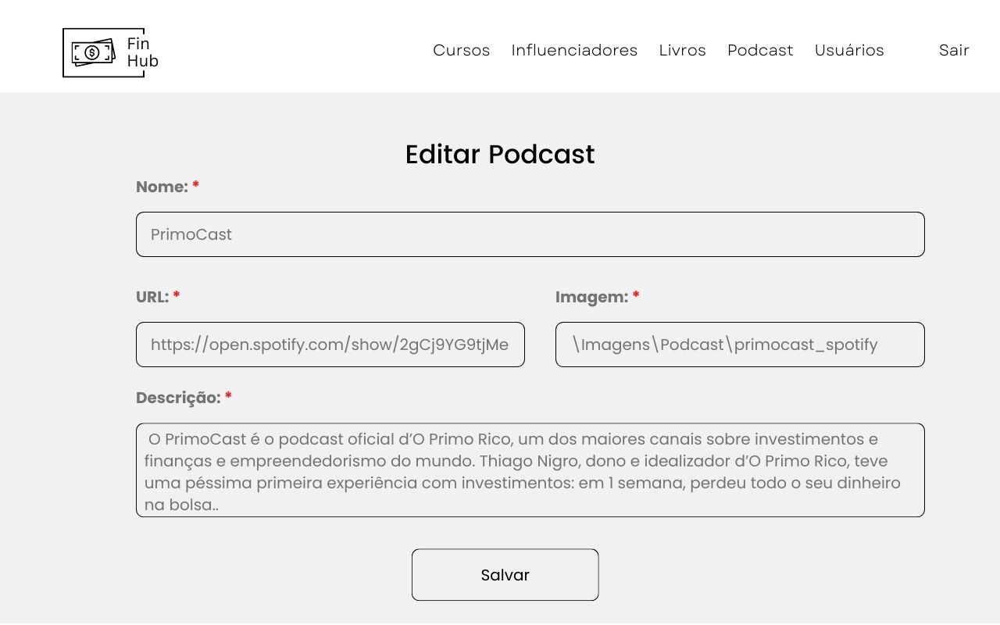 Fin
Hub
Cursos Influenciadores Livros Podcast Usuários Sair
Editar Podcast
Nome: *
PrimoCast
URL: * Imagem: *
https://open.spotify.com/show/2gCj9YG9tjMe \Imagens\Podcast\primocast_spotify
Descrição: *
O PrimoCast é o podcast oficial d’O Primo Rico, um dos maiores canais sobre investimentos e
finanças e empreendedorismo do mundo. Thiago Nigro, dono e idealizador d’O Primo Rico, teve
uma péssima primeira experiência com investimentos: em 1 semana, perdeu todo o seu dinheiro
na bolsa..
Salvar